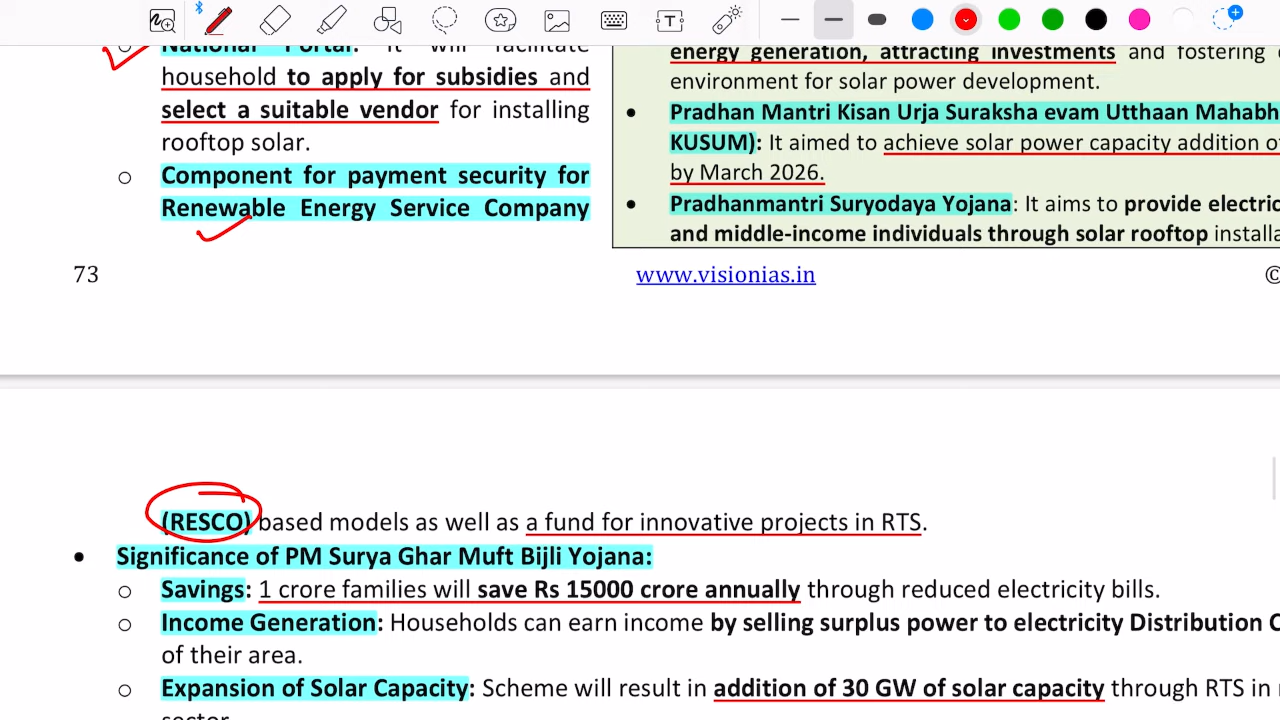 National Portal: It will facilitate
household to apply for subsidies and
select a suitable vendor for installing
rooftop solar.
Component for payment security for
Renewable Energy Service Company
energy generation, attracting investments and fostering
environment for solar power development.
Pradhan Mantri Kisan Urja Suraksha evam Utthaan Mahabh
KUSUM): It aimed to achieve solar power capacity addition o
by March 2026.
Pradhanmantri Suryodaya Yojana: It aims to provide electric
and middle-income individuals through solar rooftop installa
73
www.visionias.in
©
(RESCO) based models as well as a fund for innovative projects in RTS.
Significance of PM Surya Ghar Muft Bijli Yojana:
Savings: 1 crore families will save Rs 15000 crore annually through reduced electricity bills.
Income Generation: Households can earn income by selling surplus power to electricity Distribution C
of their area.
Expansion of Solar Capacity: Scheme will result in addition of 30 GW of solar capacity through RTS in
sector.